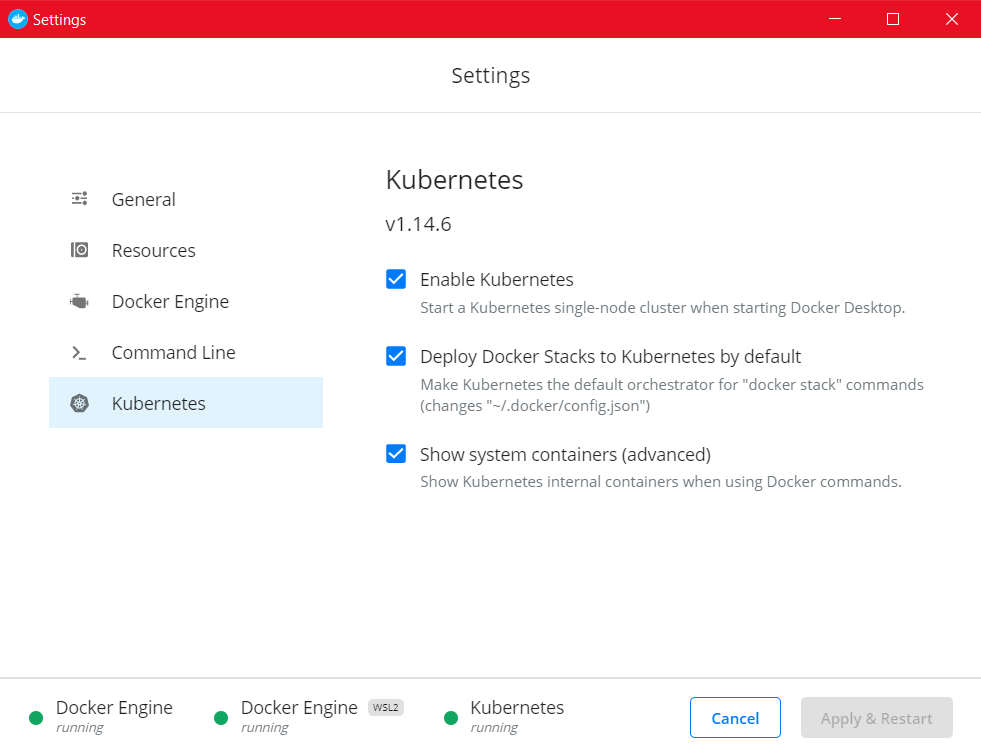 Settings
Settings
General
Resources
Docker Engine
Command Line
Kubernetes
Kubernetes
v1.14.6
Enable Kubernetes
Start a Kubernetes single-node cluster when starting Docker Desktop.
Deploy Docker Stacks to Kubernetes by default
Make Kubernetes the default orchestrator for "docker stack" commands
(changes "~/.docker/config.json")
Show system containers (advanced)
Show Kubernetes internal containers when using Docker commands.
Docker Engine
running
Docker Engine WSL2
running
Kubernetes
running
Cancel
Apply & Restart